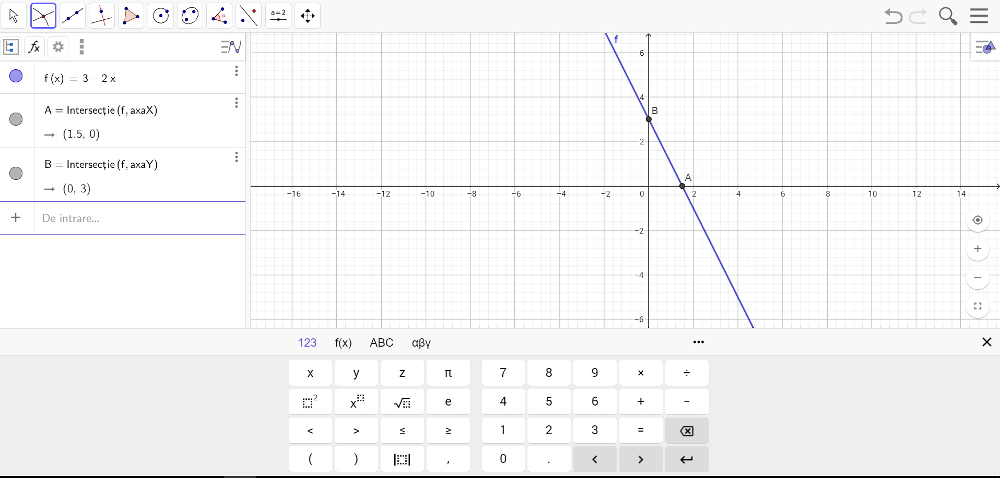 a = 2
f(x) = 3 − 2 x
A = Intersecție (f, axaX)
→ (1.5, 0)
B = Intersecție (f, axaY)
→ (0, 3)
+ De intrare...
f
6
4
B
2
A
−16 −14 −12 −10 −8 −6 −4 −2 0 2 4 6 8 10 12 14
−2
−4
−6
123 f(x) ABC αβγ
x y z π 7 8 9 × ÷
² x √ e 4 5 6 + −
< > ≤ ≥ 1 2 3 =
( ) | | , 0 . < >